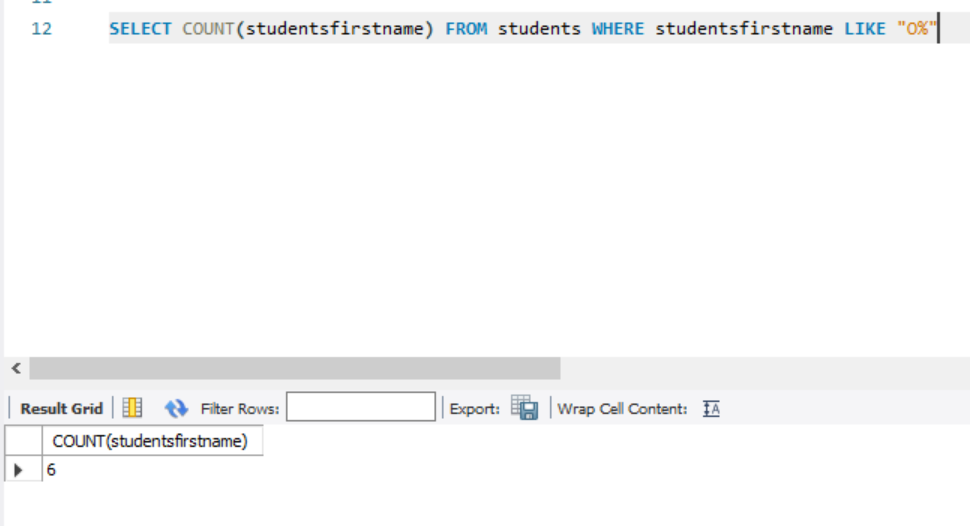 11
12 SELECT COUNT(studentsfirstname) FROM students WHERE studentsfirstname LIKE "O%"
Result Grid Filter Rows: Export: Wrap Cell Content: IA
COUNT(studentsfirstname)
6